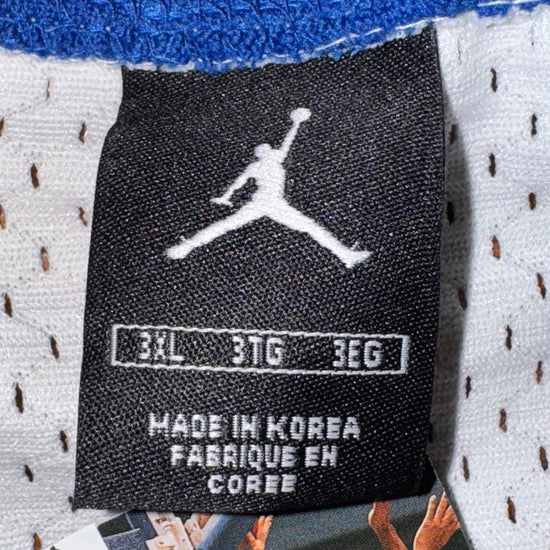 3XL 3TG 3EG
MADE IN KOREA
FABRIQUE EN
COREE